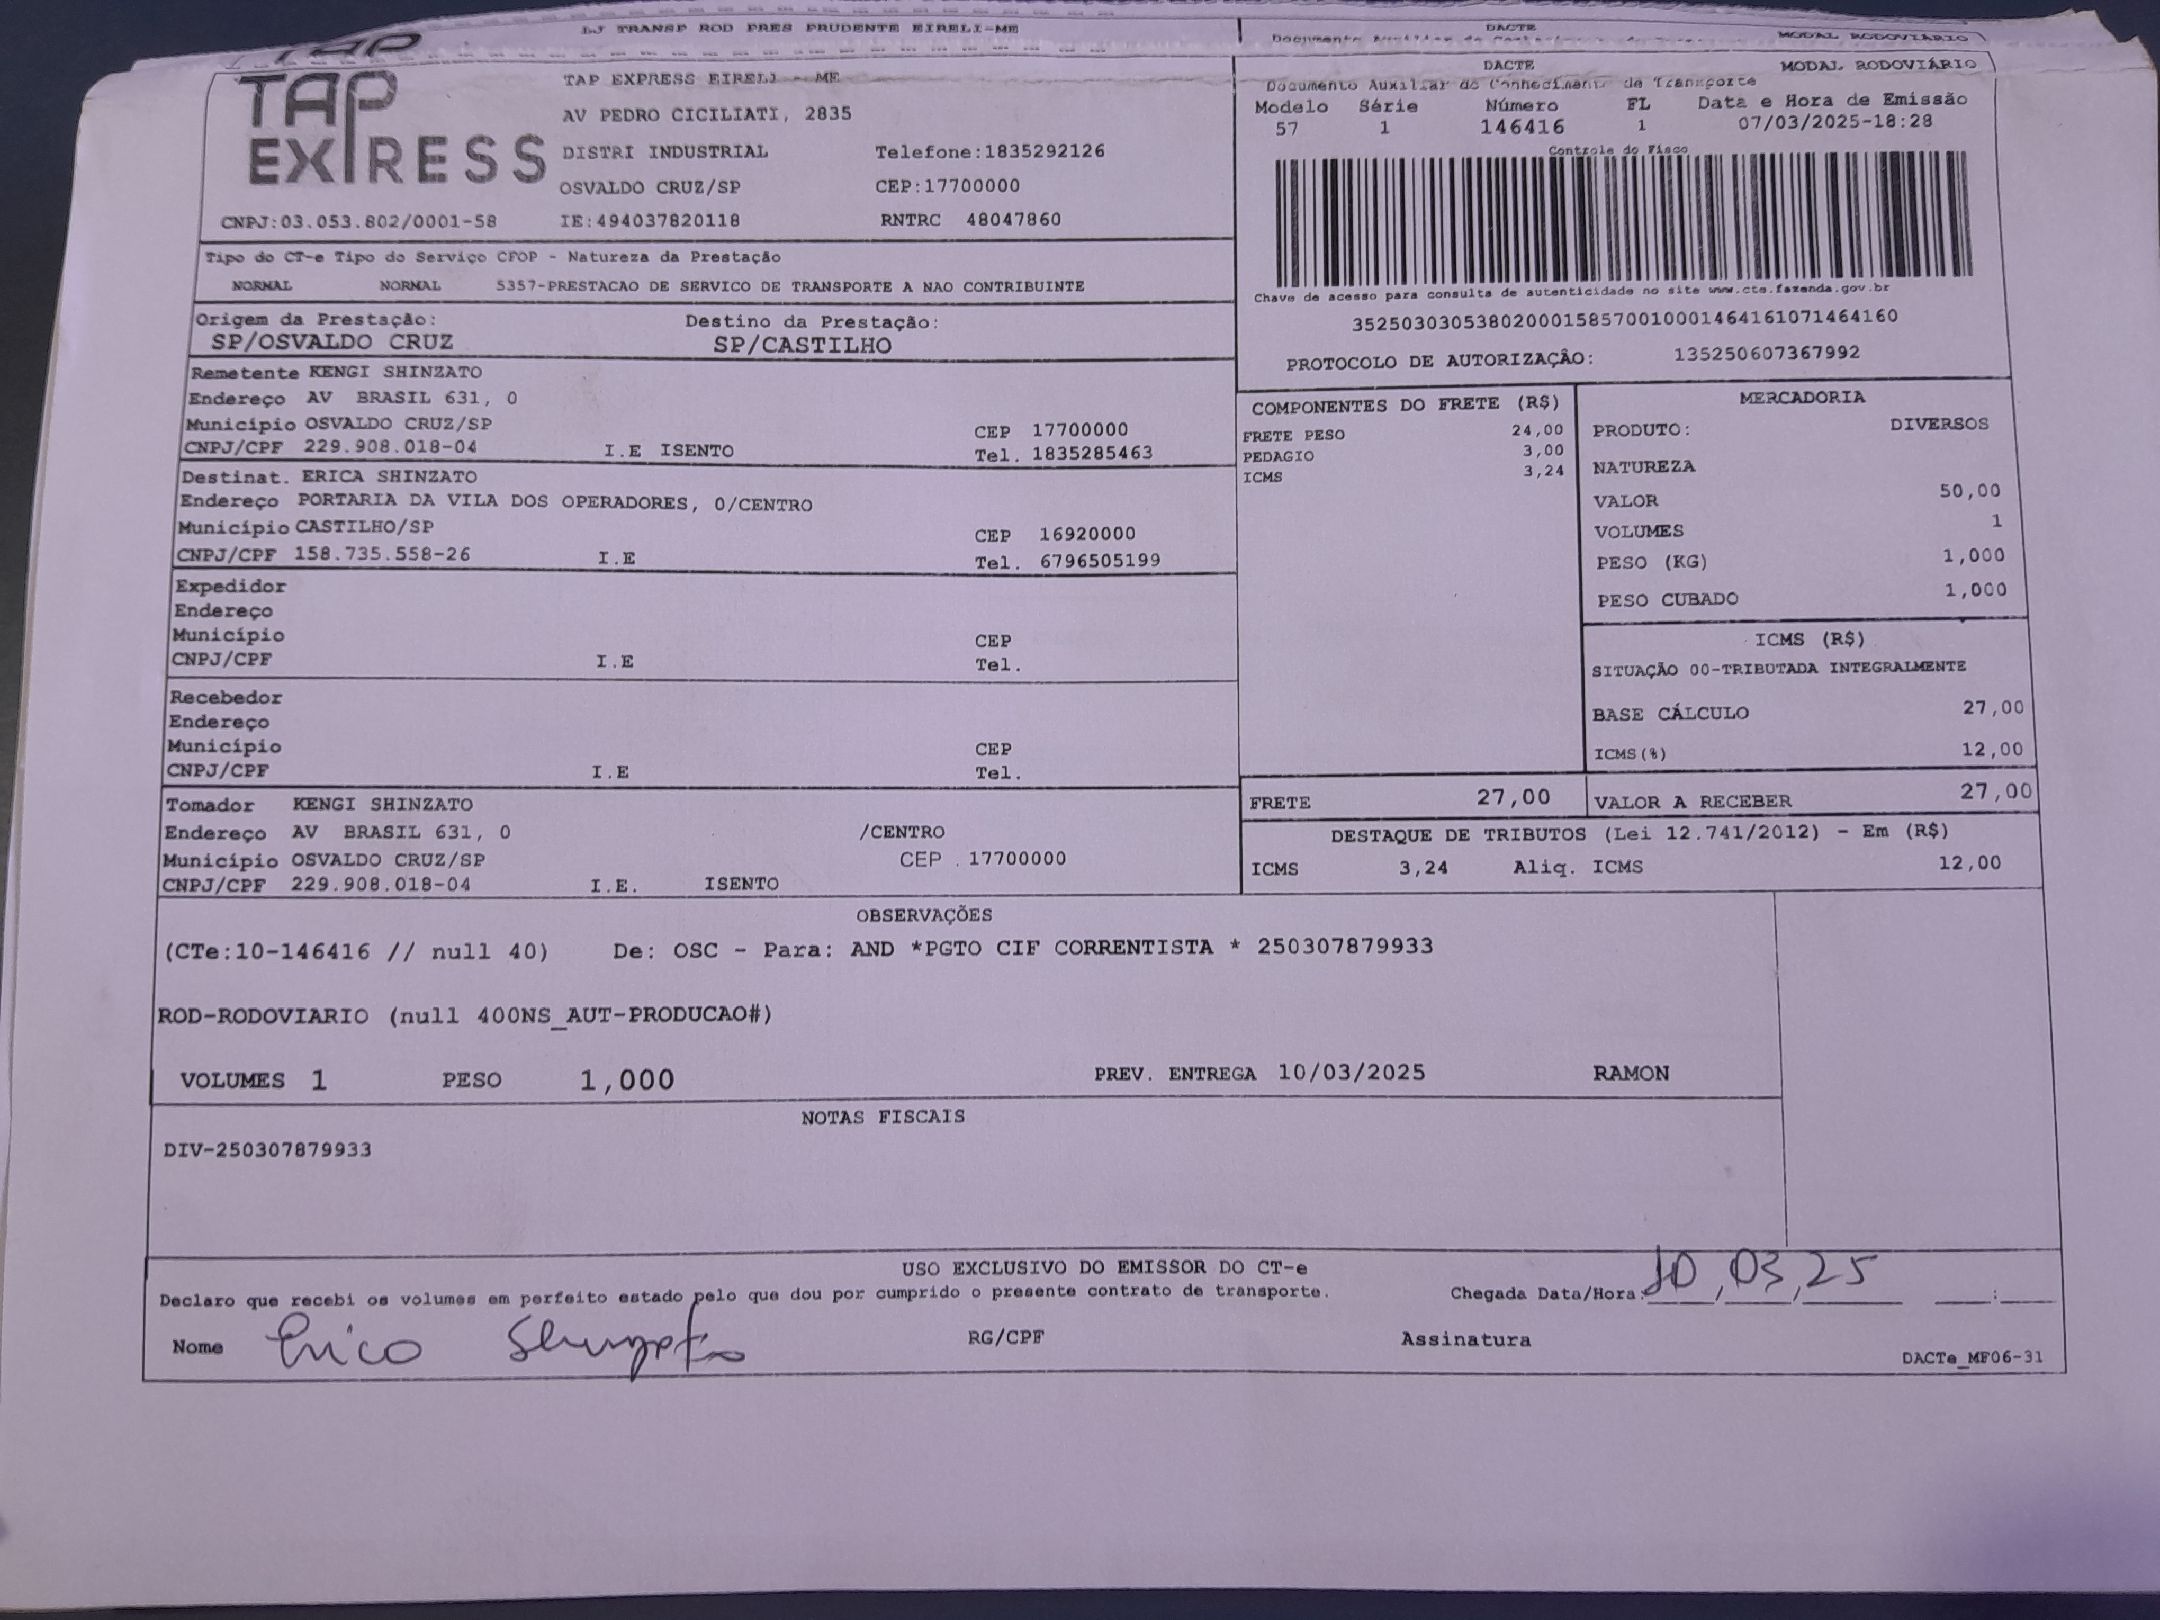 LJ TRANSP ROD PRES PRUDENTE EIRELI-ME
DACTE
MODAL RODOVIÁRIO
TAP
TAP EXPRESS
TAP EXPRESS EIRELI - ME
AV PEDRO CICILIATI, 2835
DISTRI INDUSTRIAL Telefone:1835292126
OSVALDO CRUZ/SP CEP:17700000
CNPJ:03.053.802/0001-58 IE:494037820118 RNTRC 48047860
DACTE MODAL RODOVIÁRIO
Documento Auxiliar do Conhecimento de Transporte
Modelo Série Número FL Data e Hora de Emissão
57 1 146416 1 07/03/2025-18:28
Controle do Fisco
Chave de acesso para consulta de autenticidade no site www.cte.fazenda.gov.br
35250303053802000158570010001464161071464160
PROTOCOLO DE AUTORIZAÇÃO: 135250607367992
Tipo do CT-e Tipo do Serviço CFOP - Natureza da Prestação
NORMAL NORMAL 5357-PRESTACAO DE SERVICO DE TRANSPORTE A NAO CONTRIBUINTE
Origem da Prestação: Destino da Prestação:
SP/OSVALDO CRUZ SP/CASTILHO
Remetente KENGI SHINZATO
Endereço AV BRASIL 631, 0
Município OSVALDO CRUZ/SP CEP 17700000
CNPJ/CPF 229.908.018-04 I.E ISENTO Tel. 1835285463
Destinat. ERICA SHINZATO
Endereço PORTARIA DA VILA DOS OPERADORES, 0/CENTRO
Município CASTILHO/SP CEP 16920000
CNPJ/CPF 158.735.558-26 I.E Tel. 6796505199
Expedidor
Endereço
Município CEP
CNPJ/CPF I.E Tel.
Recebedor
Endereço
Município CEP
CNPJ/CPF I.E Tel.
Tomador KENGI SHINZATO
Endereço AV BRASIL 631, 0 /CENTRO
Município OSVALDO CRUZ/SP CEP .17700000
CNPJ/CPF 229.908.018-04 I.E. ISENTO
COMPONENTES DO FRETE (R$)
FRETE PESO 24,00
PEDAGIO 3,00
ICMS 3,24
MERCADORIA
PRODUTO: DIVERSOS
NATUREZA
VALOR 50,00
VOLUMES 1
PESO (KG) 1,000
PESO CUBADO 1,000
ICMS (R$)
SITUAÇÃO 00-TRIBUTADA INTEGRALMENTE
BASE CÁLCULO 27,00
ICMS(%) 12,00
FRETE 27,00 VALOR A RECEBER 27,00
DESTAQUE DE TRIBUTOS (Lei 12.741/2012) - Em (R$)
ICMS 3,24 Aliq. ICMS 12,00
OBSERVAÇÕES
(CTe:10-146416 // null 40) De: OSC - Para: AND *PGTO CIF CORRENTISTA * 250307879933
ROD-RODOVIARIO (null 400NS_AUT-PRODUCAO#)
VOLUMES 1 PESO 1,000 PREV. ENTREGA 10/03/2025 RAMON
NOTAS FISCAIS
DIV-250307879933
USO EXCLUSIVO DO EMISSOR DO CT-e
Declaro que recebi os volumes em perfeito estado pelo que dou por cumprido o presente contrato de transporte. Chegada Data/Hora: 10/03/25 :
Nome Erica Shinzato RG/CPF Assinatura
DACTe_MF06-31